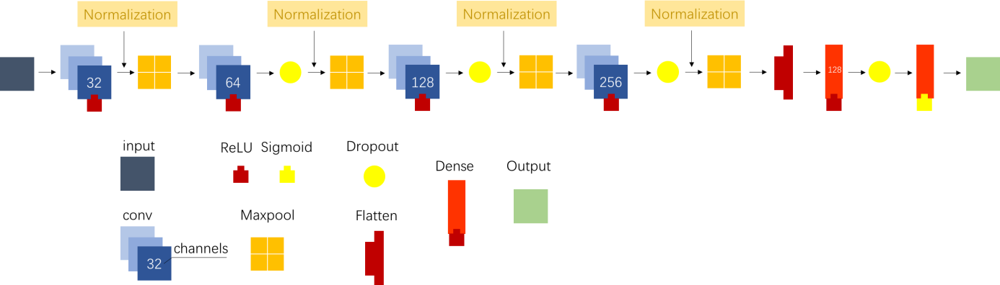 Normalization
Normalization
Normalization
Normalization
32
64
128
256
128
input
ReLU
Sigmoid
Dropout
Dense
Output
conv
Maxpool
Flatten
channels
32